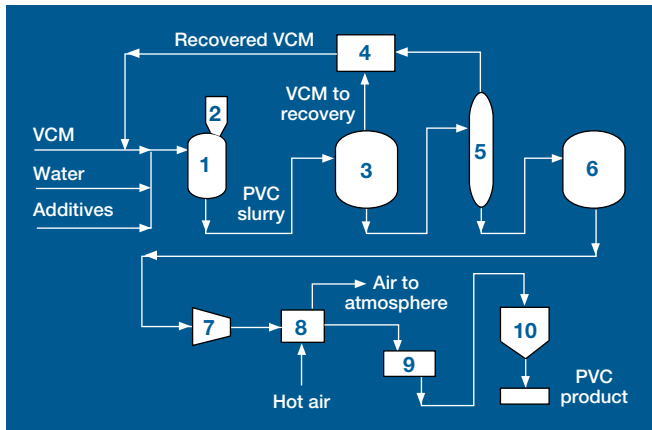 Recovered VCM
4
2
VCM to
recovery
VCM
1
3
5
6
Water
PVC
slurry
Additives
Air to
atmosphere
7
8
10
9
PVC
product
Hot air